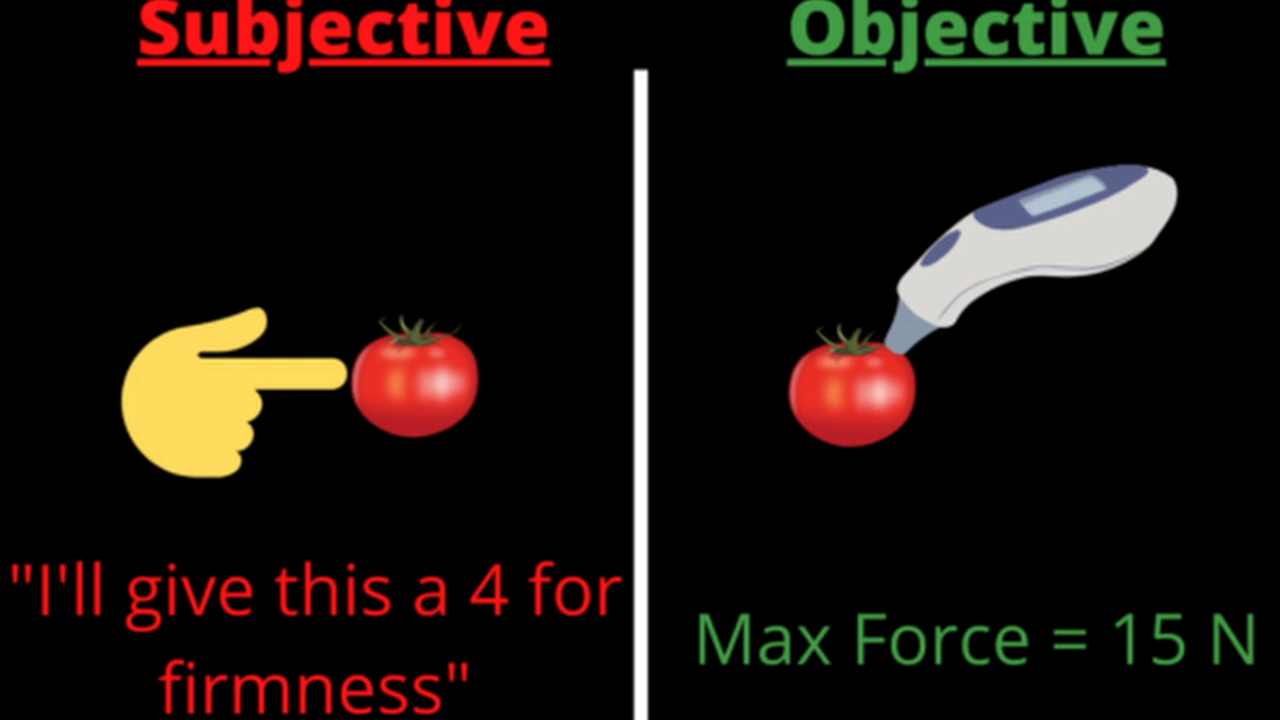 Subjective
"I'll give this a 4 for
firmness"
Objective
Max Force = 15 N